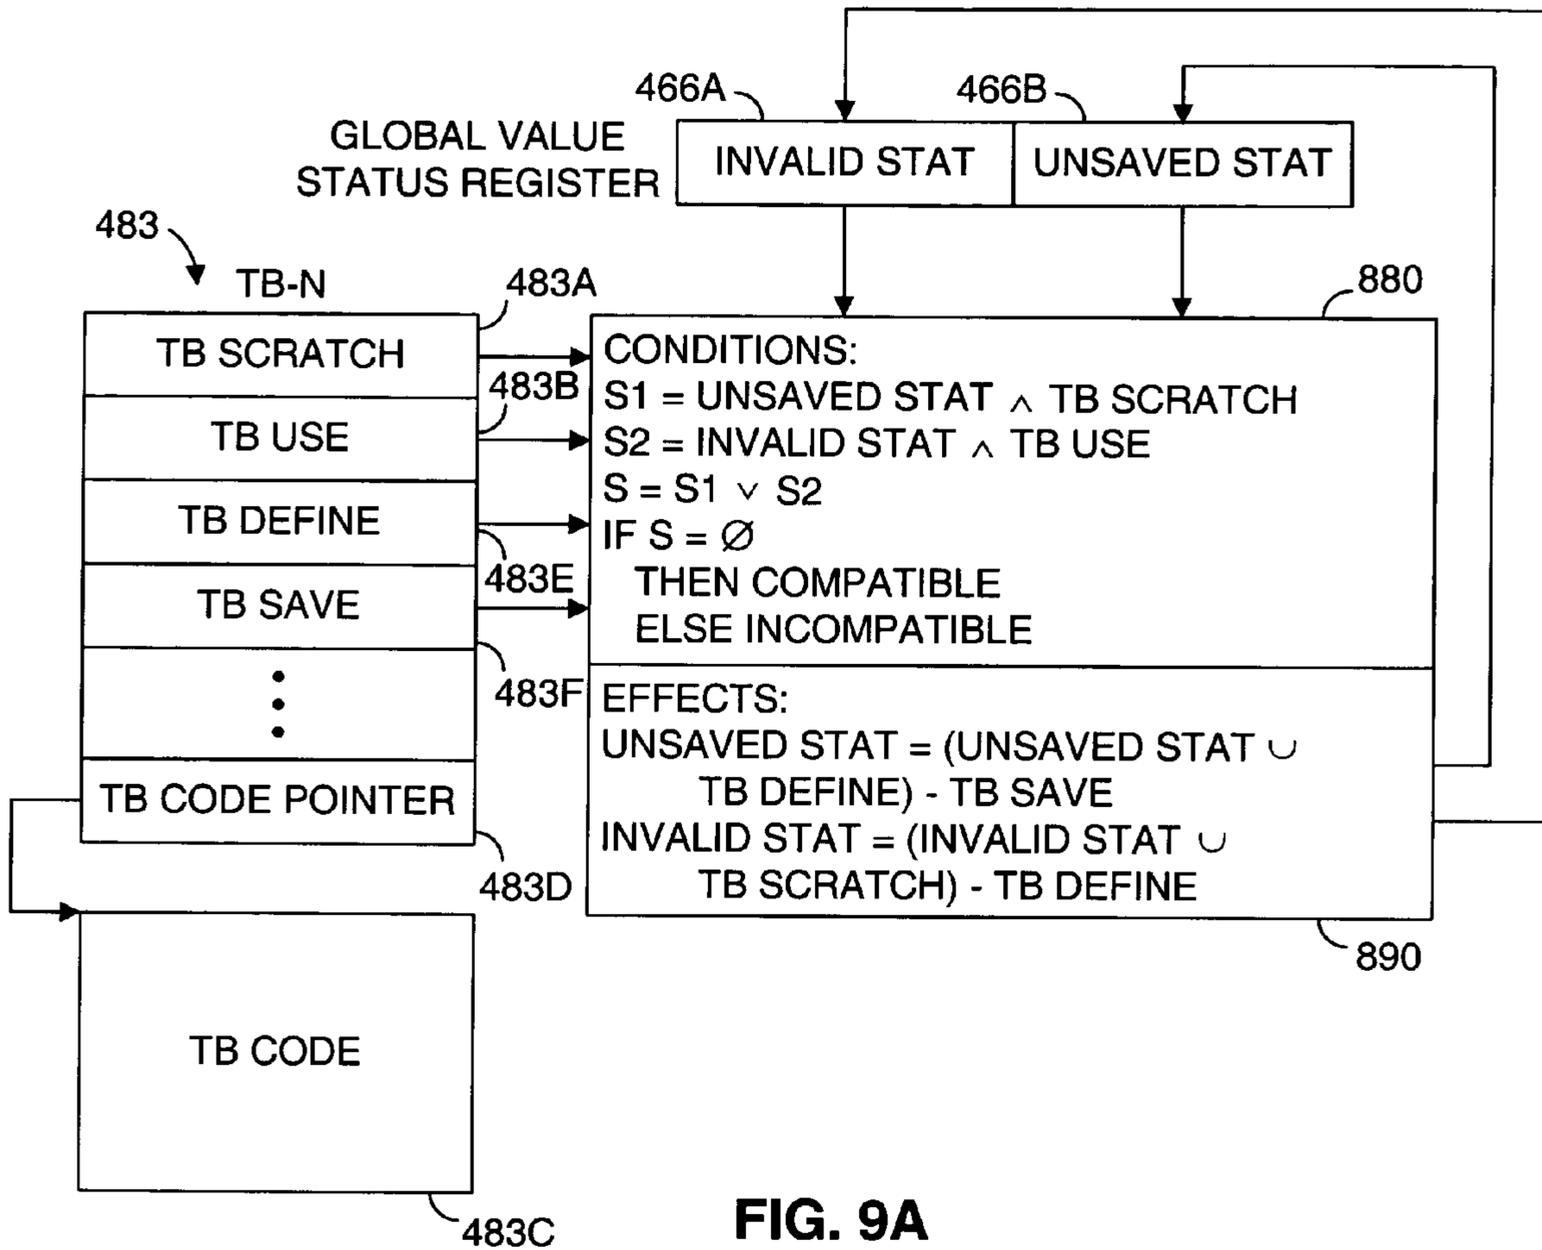 466A
466B
GLOBAL VALUE
STATUS REGISTER
INVALID STAT
UNSAVED STAT
483
TB-N
483A
TB SCRATCH
483B
TB USE
TB DEFINE
483E
TB SAVE
483F
TB CODE POINTER
483D
TB CODE
483C
880
CONDITIONS:
S1 = UNSAVED STAT ∧ TB SCRATCH
S2 = INVALID STAT ∧ TB USE
S = S1 ∨ S2
IF S = ∅
THEN COMPATIBLE
ELSE INCOMPATIBLE
EFFECTS:
UNSAVED STAT = (UNSAVED STAT ∪
TB DEFINE) - TB SAVE
INVALID STAT = (INVALID STAT ∪
TB SCRATCH) - TB DEFINE
890
FIG. 9A